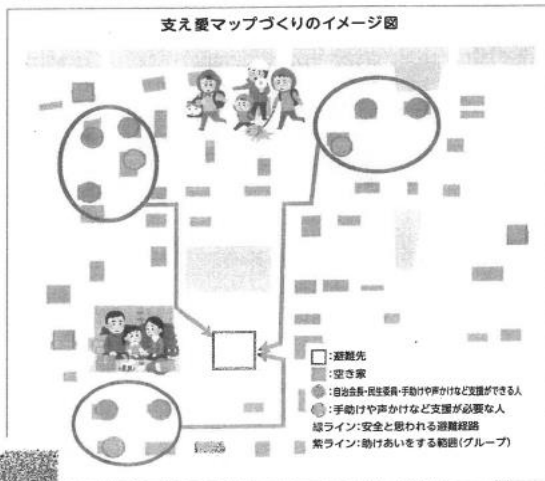 支え愛マップづくりのイメージ図
:避難先
:空き家
:自治会長・民生委員・手助けや声かけなど支援ができる人
:手助けや声かけなど支援が必要な人
緑ライン:安全と思われる避難経路
紫ライン:助けあいをする範囲(グループ)